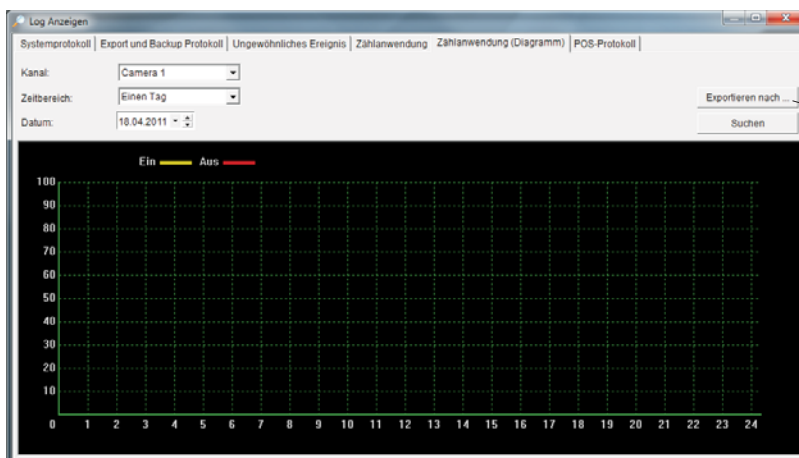 Log Anzeigen
Systemprotokoll Export und Backup Protokoll Ungewöhnliches Ereignis Zählanwendung Zählanwendung (Diagramm) POS-Protokoll
Kanal: Camera 1
Zeitbereich: Einen Tag Exportieren nach ...
Datum: 18.04.2011 Suchen
Ein Aus
100
90
80
70
60
50
40
30
20
10
0 1 2 3 4 5 6 7 8 9 10 11 12 13 14 15 16 17 18 19 20 21 22 23 24